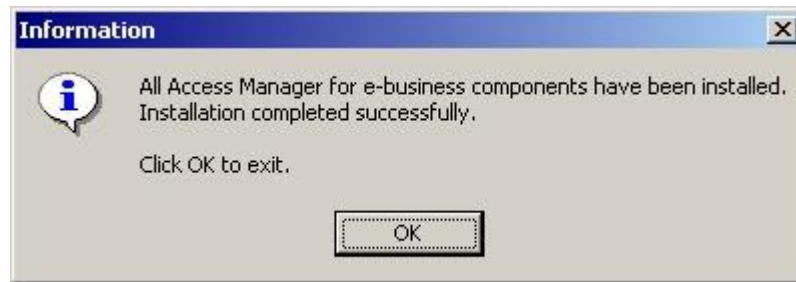 Information
All Access Manager for e-business components have been installed.
Installation completed successfully.
Click OK to exit.
OK